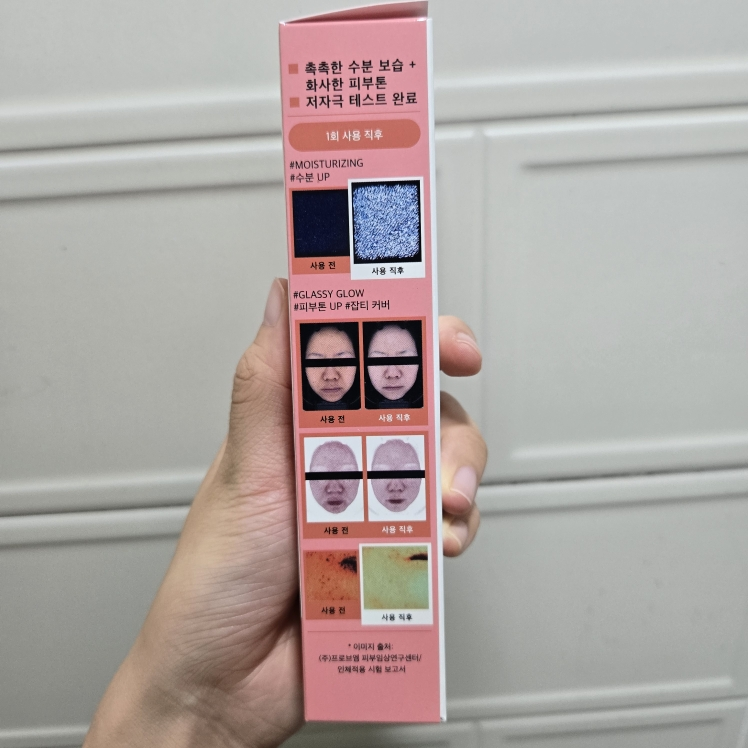 촉촉한 수분 보습 +
화사한 피부톤
저자극 테스트 완료
1회 사용 직후
#MOISTURIZING
#수분 UP
사용 전
사용 직후
#GLASSY GLOW
#피부톤 UP #잡티 커버
사용 전
사용 직후
사용 전
사용 직후
사용 전
사용 직후
* 이미지 출처:
(주)프로브엠 피부임상연구센터/
인체적용 시험 보고서